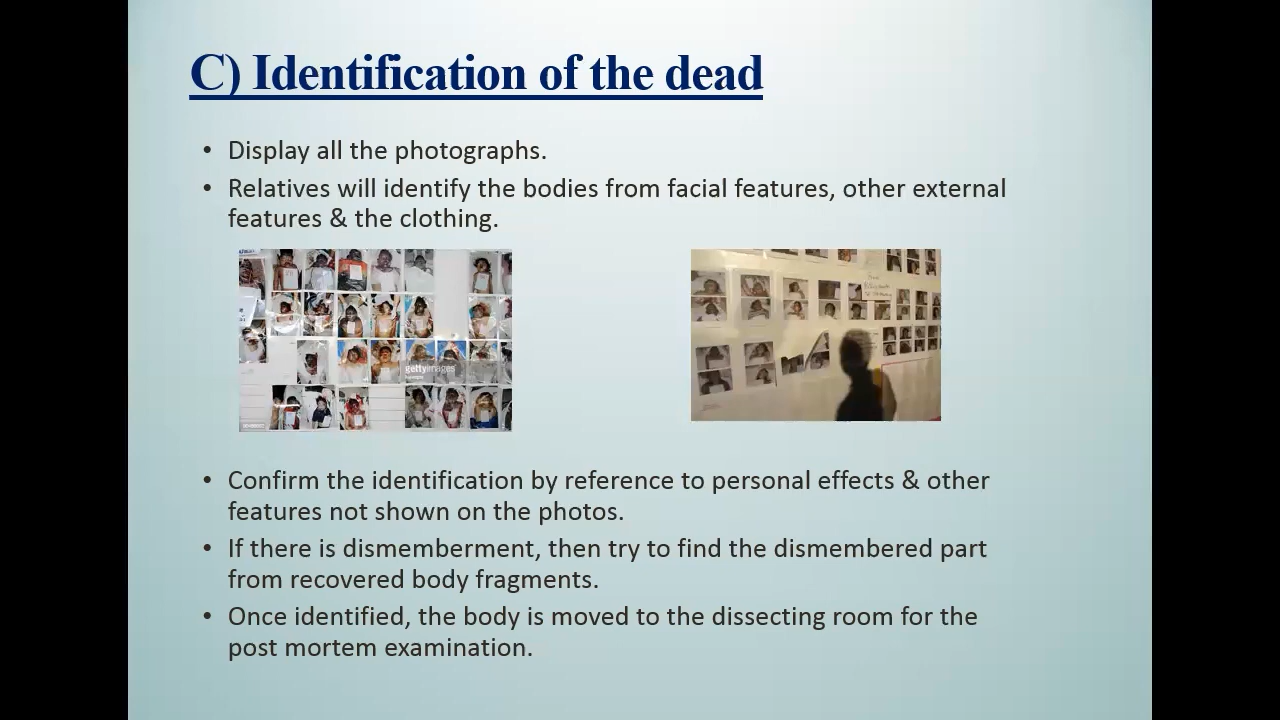 C) Identification of the dead
• Display all the photographs.
• Relatives will identify the bodies from facial features, other external
features & the clothing.
gettyimages
• Confirm the identification by reference to personal effects & other
features not shown on the photos.
• If there is dismemberment, then try to find the dismembered part
from recovered body fragments.
• Once identified, the body is moved to the dissecting room for the
post mortem examination.